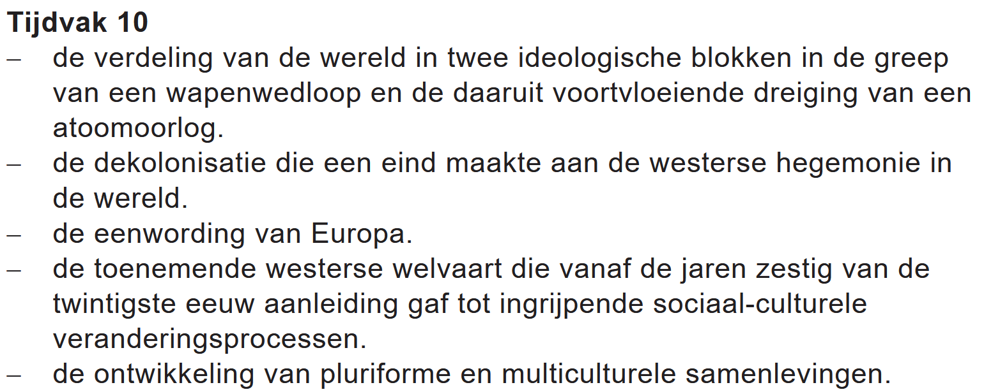 Tijdvak 10
– de verdeling van de wereld in twee ideologische blokken in de greep
van een wapenwedloop en de daaruit voortvloeiende dreiging van een
atoomoorlog.
– de dekolonisatie die een eind maakte aan de westerse hegemonie in
de wereld.
– de eenwording van Europa.
– de toenemende westerse welvaart die vanaf de jaren zestig van de
twintigste eeuw aanleiding gaf tot ingrijpende sociaal-culturele
veranderingsprocessen.
– de ontwikkeling van pluriforme en multiculturele samenlevingen.